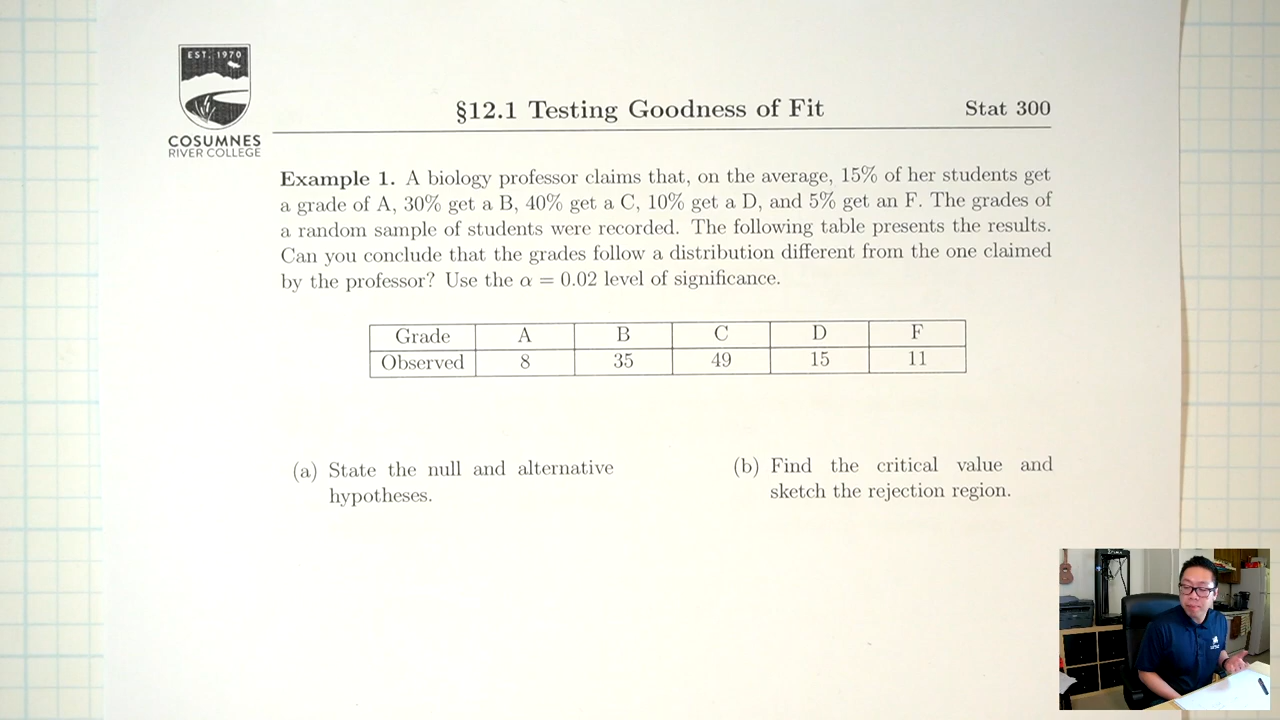 EST. 1970
COSUMNES
RIVER COLLEGE
§12.1 Testing Goodness of Fit
Stat 300
Example 1. A biology professor claims that, on the average, 15% of her students get
a grade of A, 30% get a B, 40% get a C, 10% get a D, and 5% get an F. The grades of
a random sample of students were recorded. The following table presents the results.
Can you conclude that the grades follow a distribution different from the one claimed
by the professor? Use the α = 0.02 level of significance.
Grade A B C D F
Observed 8 35 49 15 11
(a) State the null and alternative
hypotheses.
(b) Find the critical value and
sketch the rejection region.